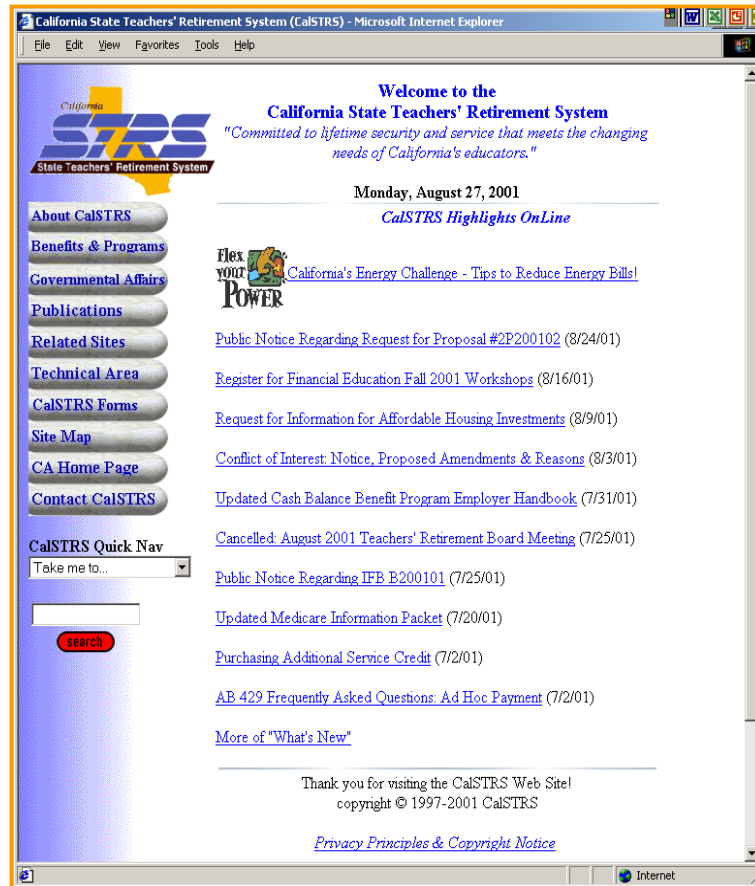 California State Teachers' Retirement System (CalSTRS) - Microsoft Internet Explorer
File Edit View Favorites Tools Help
California
STRS
State Teachers' Retirement System
Welcome to the
California State Teachers' Retirement System
"Committed to lifetime security and service that meets the changing
needs of California's educators."
Monday, August 27, 2001
CalSTRS Highlights OnLine
About CalSTRS
Benefits & Programs
Governmental Affairs
Publications
Related Sites
Technical Area
CalSTRS Forms
Site Map
CA Home Page
Contact CalSTRS
CalSTRS Quick Nav
Take me to...
search
Flex
your
POWER
California's Energy Challenge - Tips to Reduce Energy Bills!
Public Notice Regarding Request for Proposal #2P200102 (8/24/01)
Register for Financial Education Fall 2001 Workshops (8/16/01)
Request for Information for Affordable Housing Investments (8/9/01)
Conflict of Interest: Notice, Proposed Amendments & Reasons (8/3/01)
Updated Cash Balance Benefit Program Employer Handbook (7/31/01)
Cancelled: August 2001 Teachers' Retirement Board Meeting (7/25/01)
Public Notice Regarding IFB B200101 (7/25/01)
Updated Medicare Information Packet (7/20/01)
Purchasing Additional Service Credit (7/2/01)
AB 429 Frequently Asked Questions: Ad Hoc Payment (7/2/01)
More of "What's New"
Thank you for visiting the CalSTRS Web Site!
copyright © 1997-2001 CalSTRS
Privacy Principles & Copyright Notice
Internet